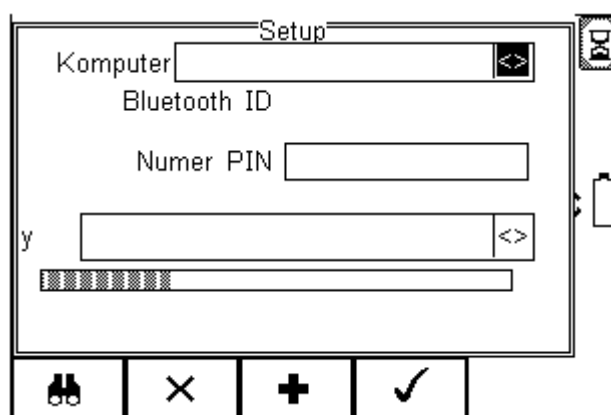 Setup
Komputer <>
Bluetooth ID
Numer PIN
y <>